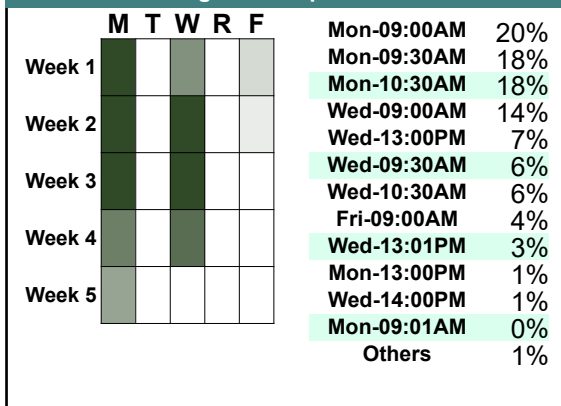 M T W R F
Week 1
Week 2
Week 3
Week 4
Week 5
Mon-09:00AM 20%
Mon-09:30AM 18%
Mon-10:30AM 18%
Wed-09:00AM 14%
Wed-13:00PM 7%
Wed-09:30AM 6%
Wed-10:30AM 6%
Fri-09:00AM 4%
Wed-13:01PM 3%
Mon-13:00PM 1%
Wed-14:00PM 1%
Mon-09:01AM 0%
Others 1%